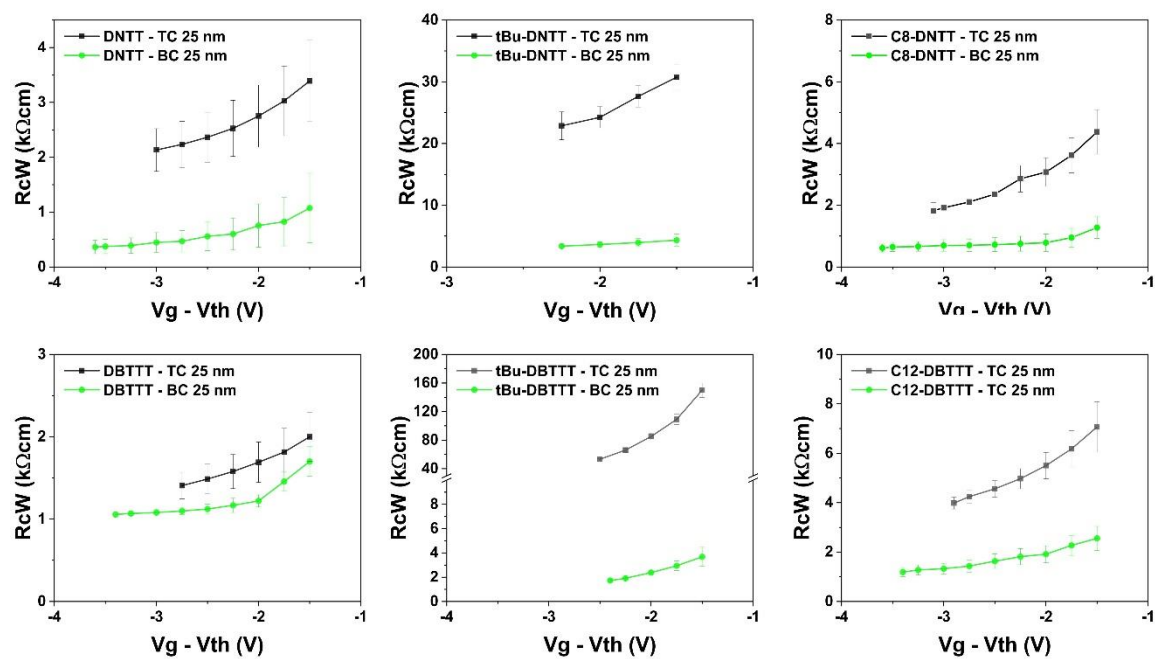 DNTT - TC 25 nm
DNTT - BC 25 nm
RcW (kΩcm)
4
3
2
1
0
-4 -3 -2 -1
Vg - Vth (V)
tBu-DNTT - TC 25 nm
tBu-DNTT - BC 25 nm
RcW (kΩcm)
40
30
20
10
0
-4 -3 -2 -1
Vg - Vth (V)
C8-DNTT - TC 25 nm
C8-DNTT - BC 25 nm
RcW (kΩcm)
6
4
2
0
-4 -3 -2 -1
Vg - Vth (V)
DBTTT - TC 25 nm
DBTTT - BC 25 nm
RcW (kΩcm)
3
2
1
0
-4 -3 -2 -1
Vg - Vth (V)
tBu-DBTTT - TC 25 nm
tBu-DBTTT - BC 25 nm
RcW (kΩcm)
200
160
120
80
40
8
6
4
2
0
-4 -3 -2 -1
Vg - Vth (V)
C12-DBTTT - TC 25 nm
C12-DBTTT - TC 25 nm
RcW (kΩcm)
10
8
6
4
2
0
-4 -3 -2 -1
Vg - Vth (V)